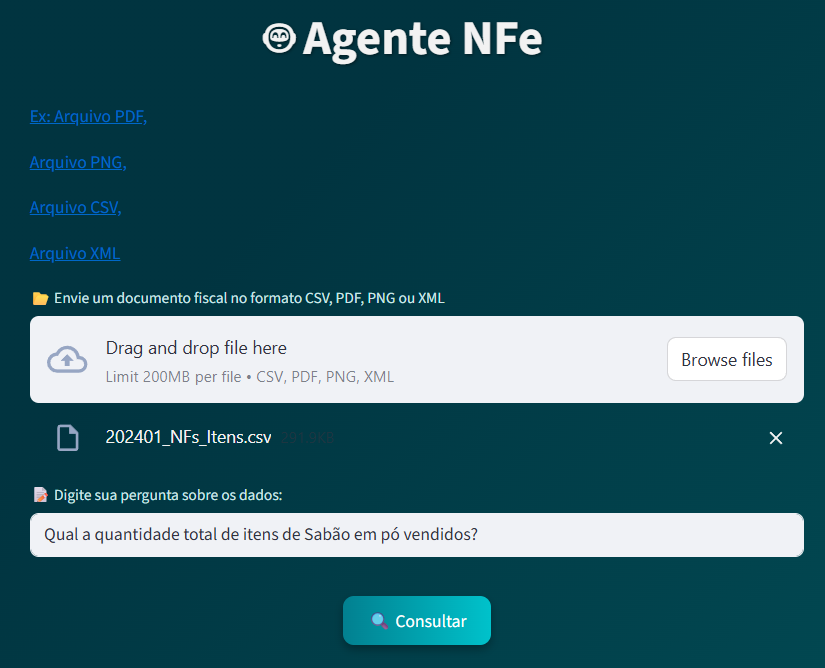 Agente NFe
Ex: Arquivo PDF,
Arquivo PNG,
Arquivo CSV,
Arquivo XML
Envie um documento fiscal no formato CSV, PDF, PNG ou XML
Drag and drop file here
Limit 200MB per file • CSV, PDF, PNG, XML
Browse files
202401_NFs_Itens.csv
Digite sua pergunta sobre os dados:
Qual a quantidade total de itens de Sabão em pó vendidos?
Consultar